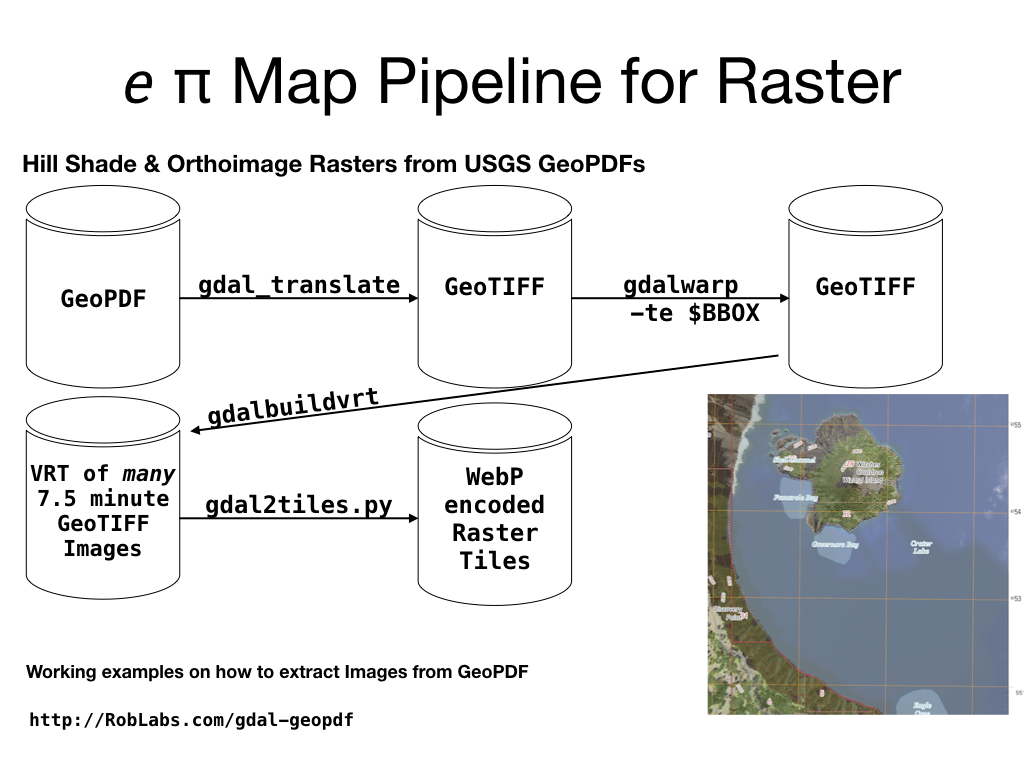 e π Map Pipeline for Raster
Hill Shade & Orthoimage Rasters from USGS GeoPDFs
GeoPDF
gdal_translate
GeoTIFF
gdalwarp
-te $BBOX
GeoTIFF
gdalbuildvrt
VRT of many
7.5 minute
GeoTIFF
Images
gdal2tiles.py
WebP
encoded
Raster
Tiles
Fumarole Bay
Governors Bay
Crater
Lake
Wizard Island
Discovery
Point
Eagle
55
54
53
Working examples on how to extract Images from GeoPDF
http://RobLabs.com/gdal-geopdf